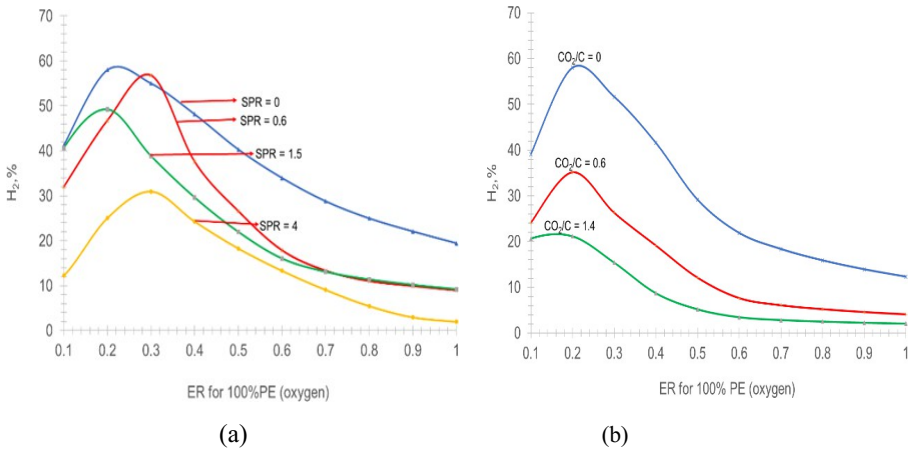 70
60
50
40
30
20
10
0
H₂,%
SPR = 0
SPR = 0.6
SPR = 1.5
SPR = 4
0.1 0.2 0.3 0.4 0.5 0.6 0.7 0.8 0.9 1
ER for 100%PE (oxygen)
(a)
70
60
50
40
30
20
10
0
H₂,%
CO₂/C = 0
CO₂/C = 0.6
CO₂/C = 1.4
0.1 0.2 0.3 0.4 0.5 0.6 0.7 0.8 0.9 1
ER for 100% PE (oxygen)
(b)